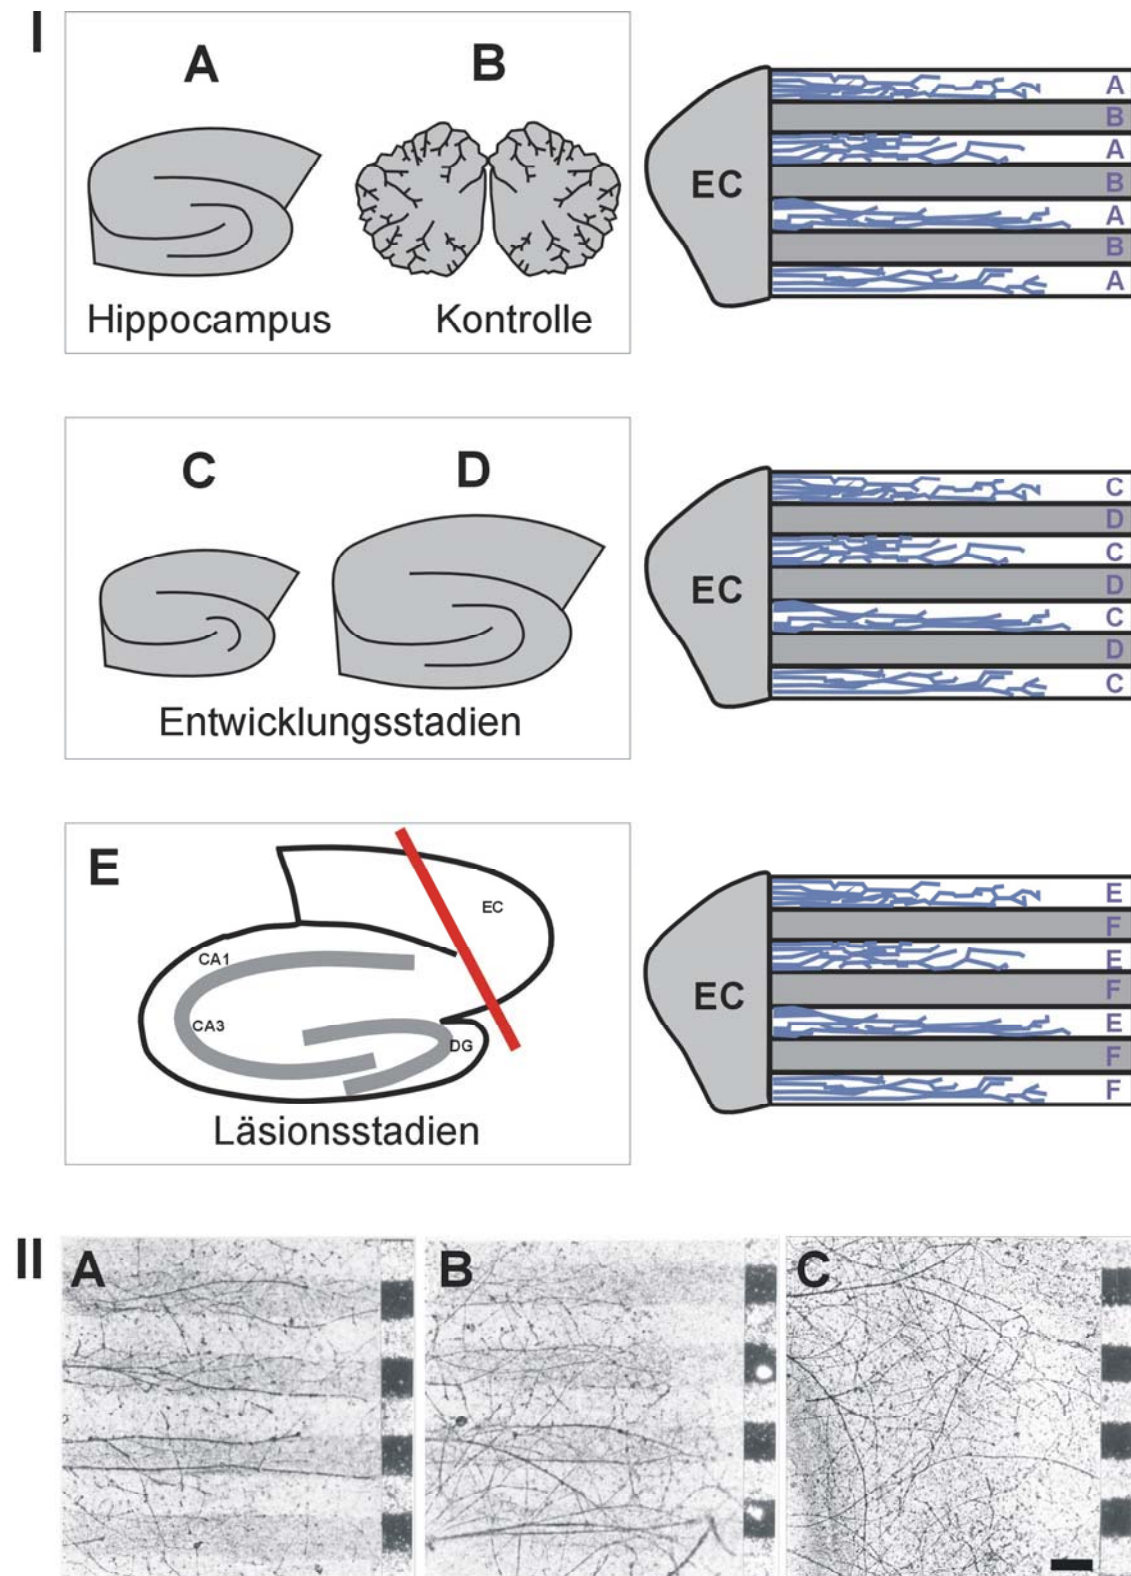 I
A B
Hippocampus Kontrolle
EC
A
B
A
B
A
B
A
C D
Entwicklungsstadien
EC
C
D
C
D
C
D
C
E
EC
CA1
CA3
DG
Läsionsstadien
EC
E
F
E
F
E
F
F
II
A B C